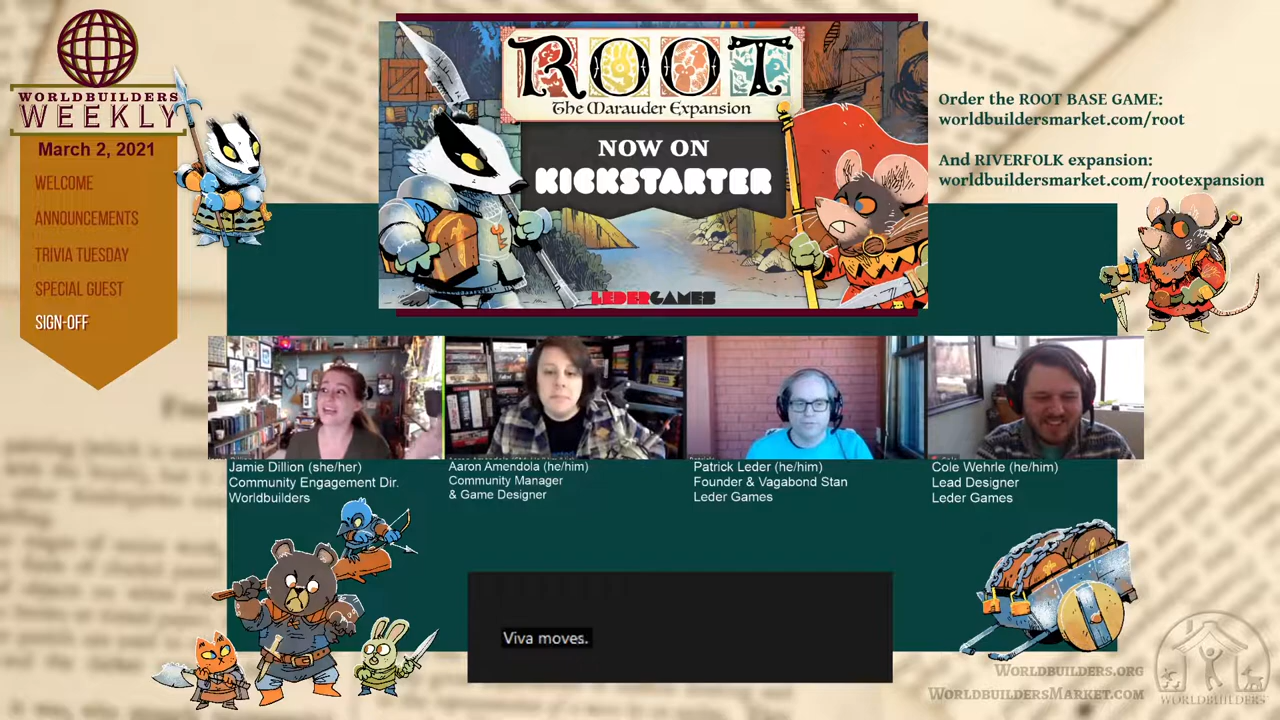 WORLDBUILDERS
WEEKLY
March 2, 2021
WELCOME
ANNOUNCEMENTS
TRIVIA TUESDAY
SPECIAL GUEST
SIGN-OFF
ROOT
The Marauder Expansion
NOW ON
KICKSTARTER
LEDERGAMES
Order the ROOT BASE GAME:
worldbuildersmarket.com/root
And RIVERFOLK expansion:
worldbuildersmarket.com/rootexpansion
Jamie Dillion (she/her)
Community Engagement Dir.
Worldbuilders
Aaron Amendola (he/him)
Community Manager
& Game Designer
Patrick Leder (he/him)
Founder & Vagabond Stan
Leder Games
Cole Wehrle (he/him)
Lead Designer
Leder Games
Viva moves.
WORLDBUILDERS.ORG
WORLDBUILDERSMARKET.COM
WORLDBUILDERS